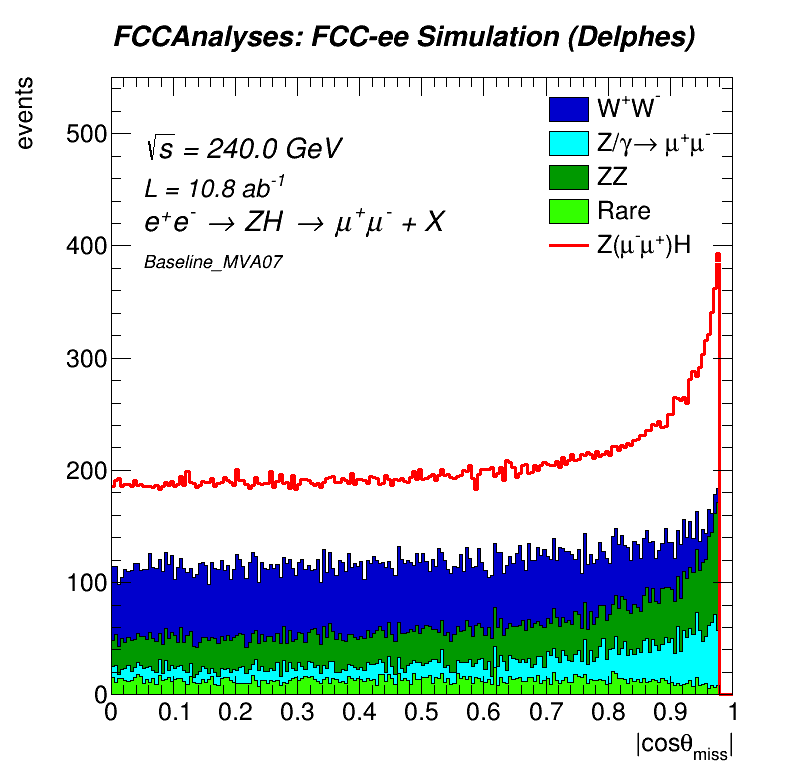 FCCAnalyses: FCC-ee Simulation (Delphes)
events
√s = 240.0 GeV
L = 10.8 ab⁻¹
e⁺e⁻ → ZH → μ⁺μ⁻ + X
Baseline_MVA07
W⁺W⁻
Z/γ→ μ⁺μ⁻
ZZ
Rare
Z(μ⁻μ⁺)H
500
400
300
200
100
0
0 0.1 0.2 0.3 0.4 0.5 0.6 0.7 0.8 0.9 1
|cosθ_miss|